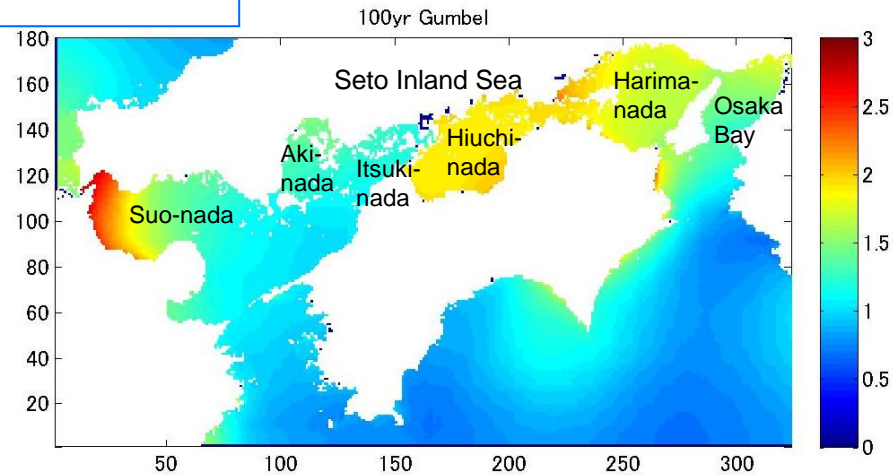 100yr Gumbel
180
160
140
120
100
80
60
40
20
50
100
150
200
250
300
3
2.5
2
1.5
1
0.5
0
Seto Inland Sea
Harima-
nada
Osaka
Bay
Hiuchi-
nada
Aki-
nada
Itsuki-
nada
Suo-nada